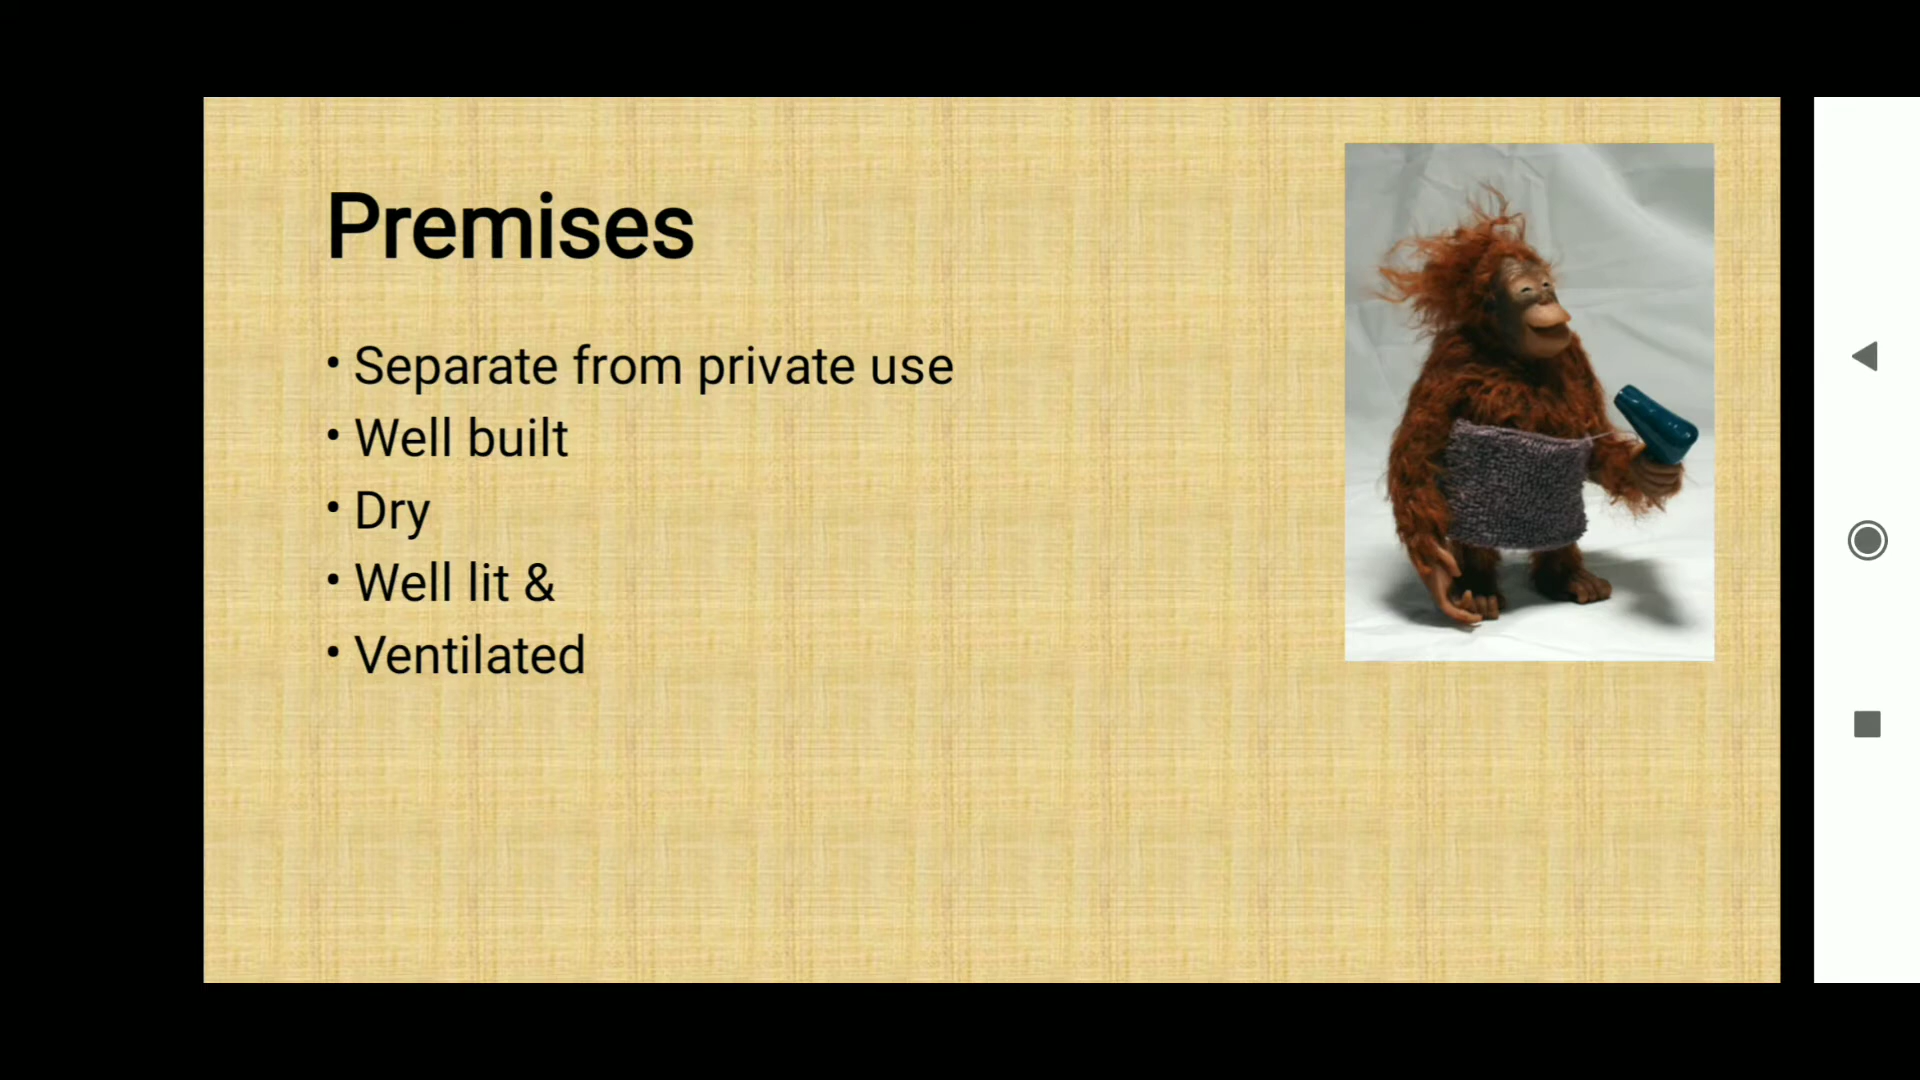 Premises
• Separate from private use
• Well built
• Dry
• Well lit &
• Ventilated